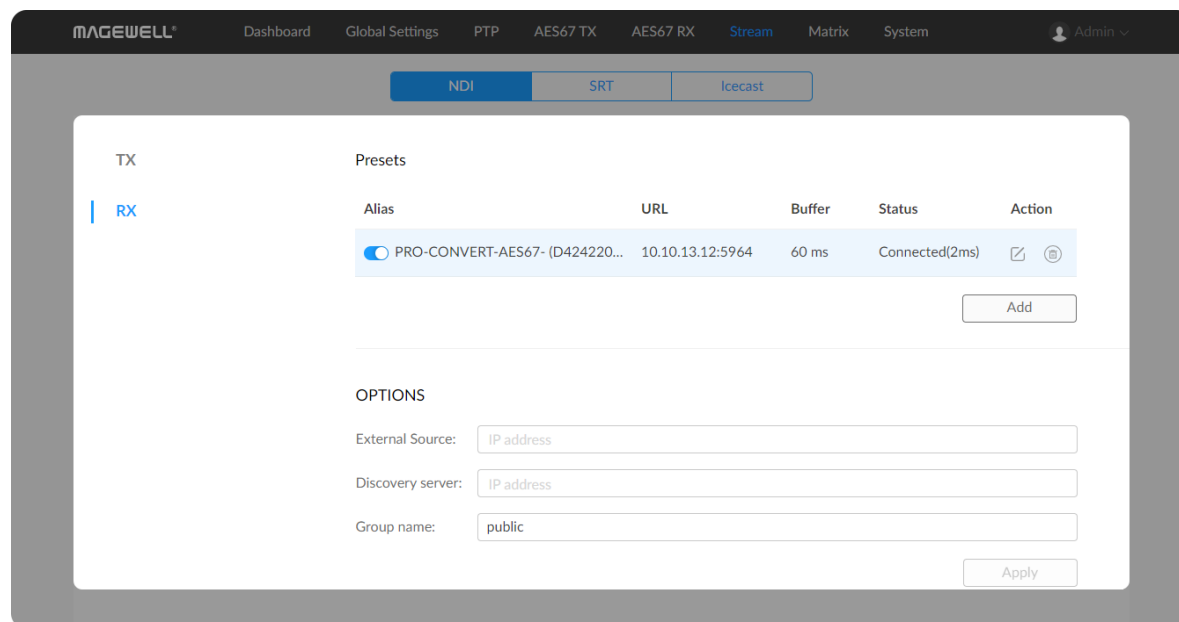 MAGEWELL® Dashboard Global Settings PTP AES67 TX AES67 RX Stream Matrix System Admin
NDI SRT Icecast
TX
RX
Presets
Alias URL Buffer Status Action
PRO-CONVERT-AES67- (D424220... 10.10.13.12:5964 60 ms Connected(2ms)
Add
OPTIONS
External Source: IP address
Discovery server: IP address
Group name: public
Apply